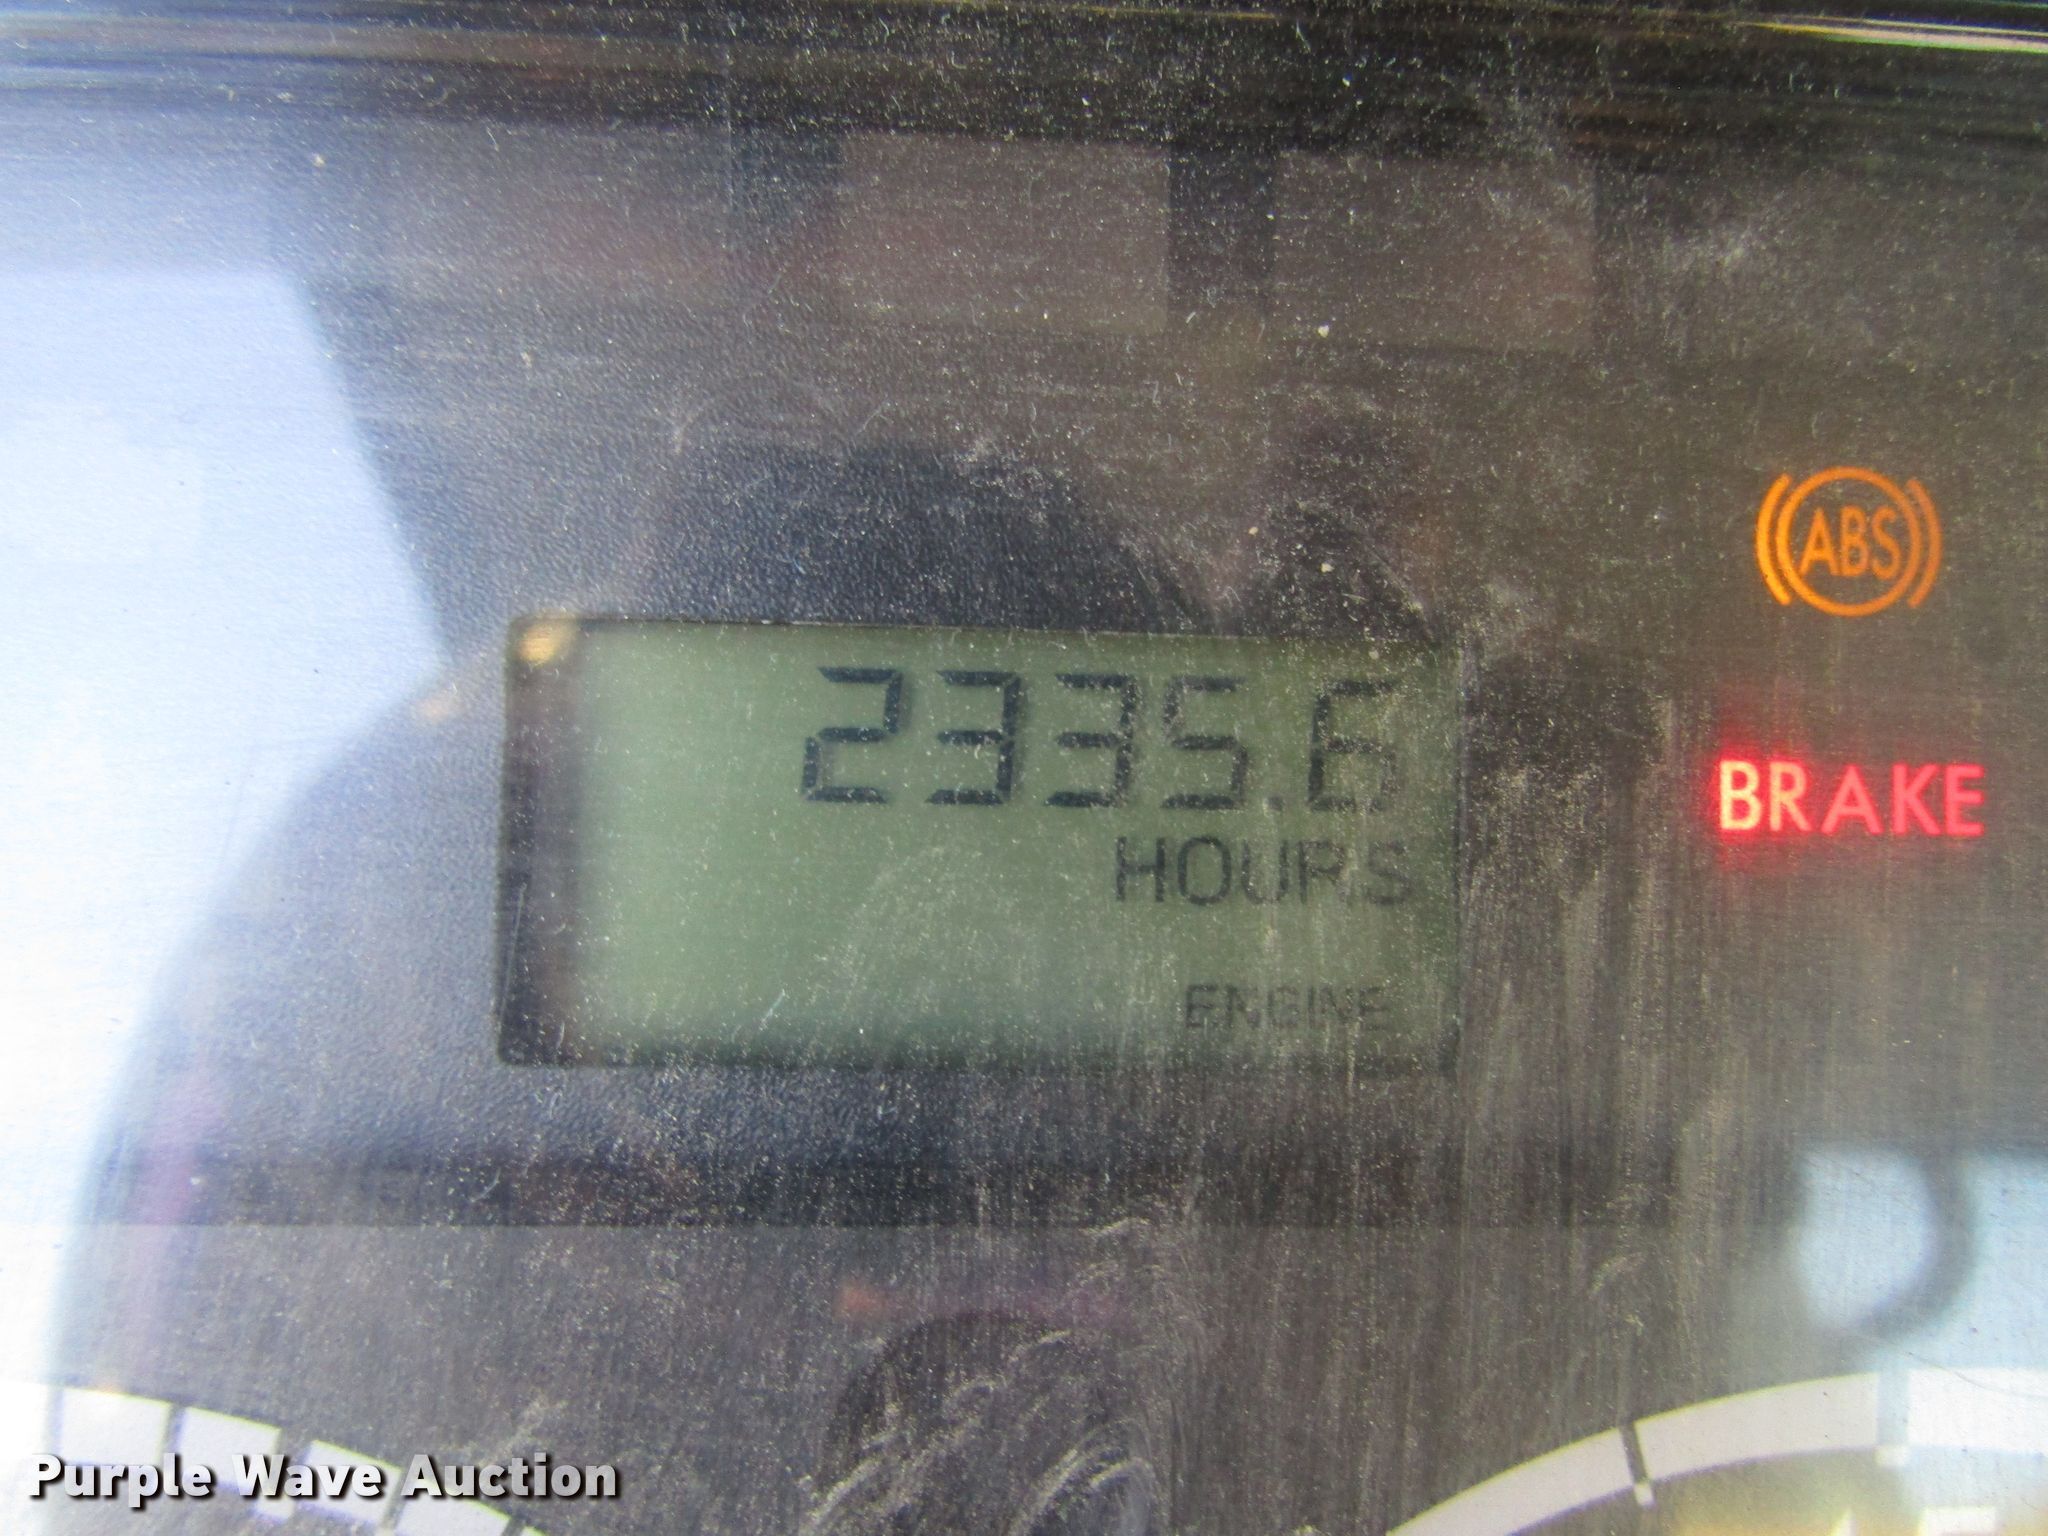 2335.6
HOURS
ENGINE
ABS
BRAKE
Purple Wave Auction